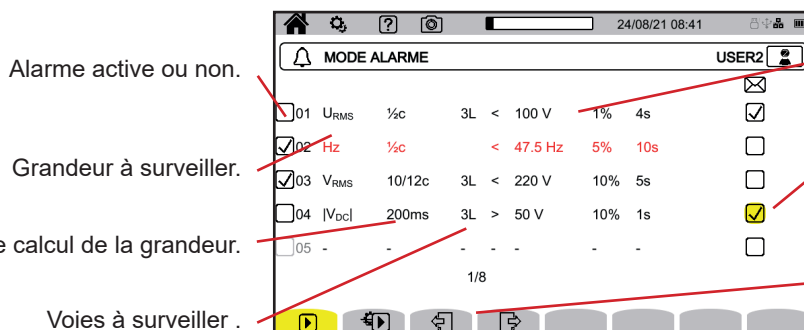 24/08/21 08:41
MODE ALARME USER2
Alarme active ou non.
01 URMS ½c 3L < 100 V 1% 4s
02 Hz ½c < 47.5 Hz 5% 10s
Grandeur à surveiller.
03 VRMS 10/12c 3L < 220 V 10% 5s
04 |VDC| 200ms 3L > 50 V 10% 1s
e calcul de la grandeur.
05 - - - - - - -
1/8
Voies à surveiller .